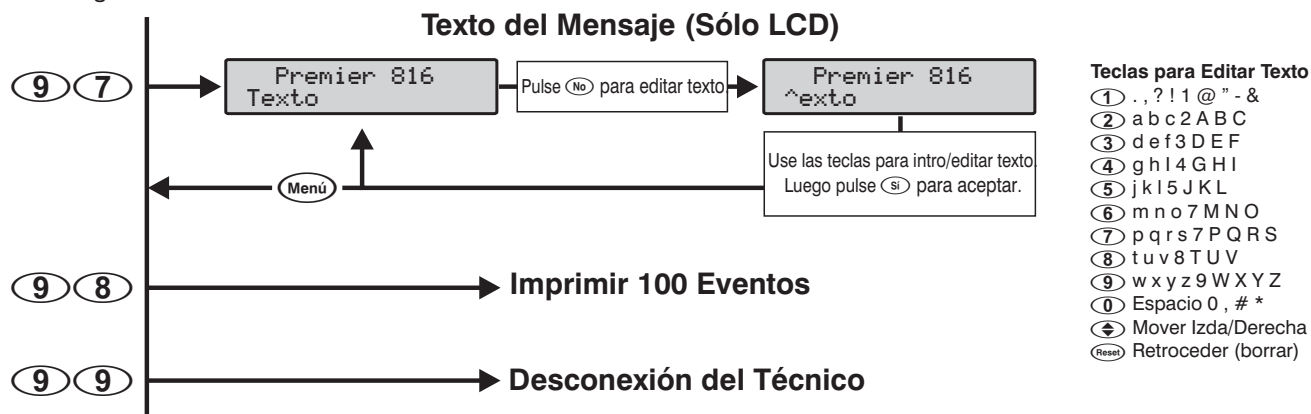 Texto del Mensaje (Sólo LCD)
9 7
Premier 816
Texto
Pulse No para editar texto.
Premier 816
^exto
Use las teclas para intro/editar texto.
Luego pulse Sí para aceptar.
Menú
9 8
Imprimir 100 Eventos
9 9
Desconexión del Técnico
Teclas para Editar Texto
1 . , ? ! 1 @ " - &
2 a b c 2 A B C
3 d e f 3 D E F
4 g h I 4 G H I
5 j k l 5 J K L
6 m n o 7 M N O
7 p q r s 7 P Q R S
8 t u v 8 T U V
9 w x y z 9 W X Y Z
0 Espacio 0 , # *
Mover Izda/Derecha
Reset Retroceder (borrar)